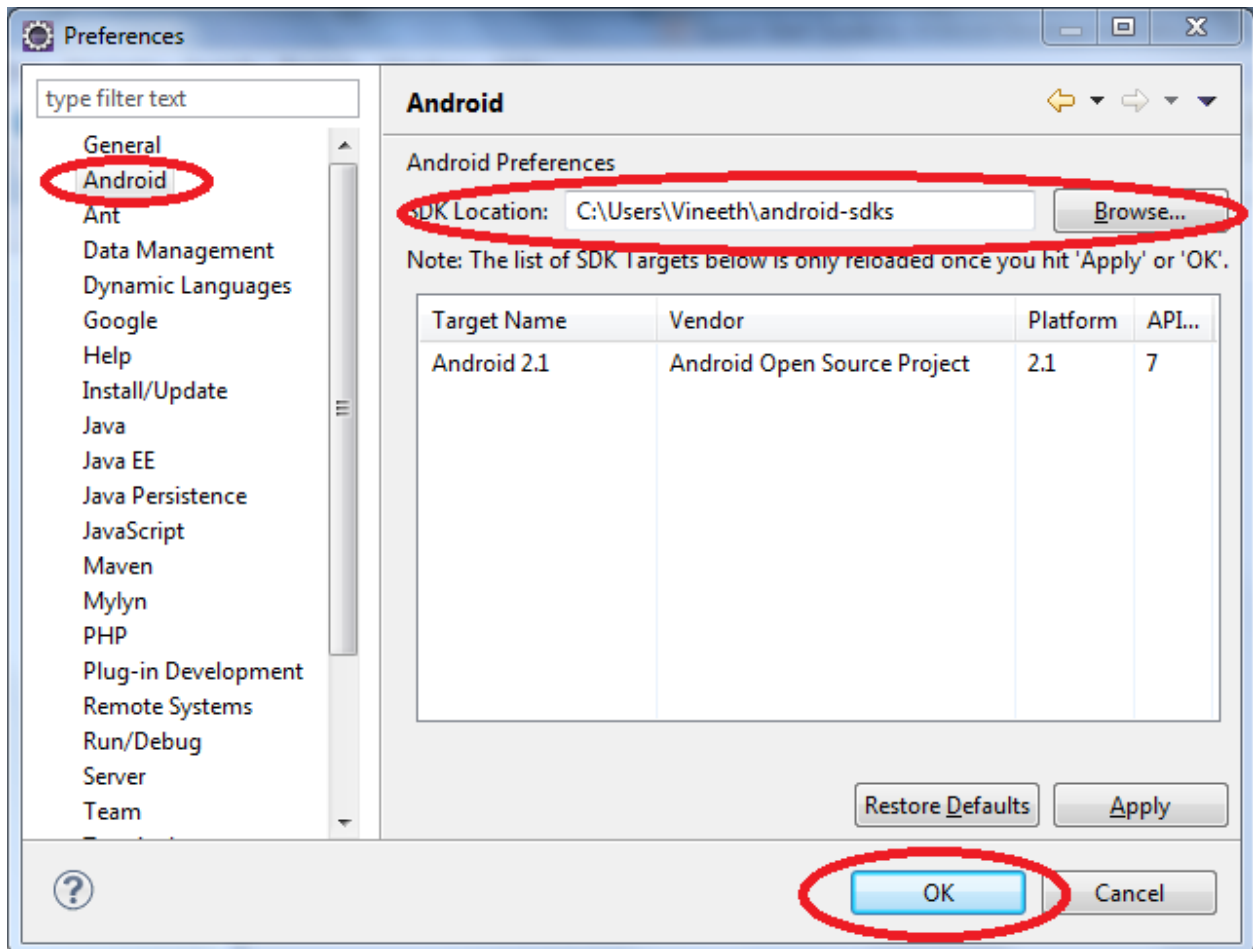 Preferences
type filter text
General
Android
Ant
Data Management
Dynamic Languages
Google
Help
Install/Update
Java
Java EE
Java Persistence
JavaScript
Maven
Mylyn
PHP
Plug-in Development
Remote Systems
Run/Debug
Server
Team
Android
Android Preferences
SDK Location: C:\Users\Vineeth\android-sdks Browse...
Note: The list of SDK Targets below is only reloaded once you hit 'Apply' or 'OK'.
Target Name Vendor Platform API...
Android 2.1 Android Open Source Project 2.1 7
Restore Defaults Apply
? OK Cancel